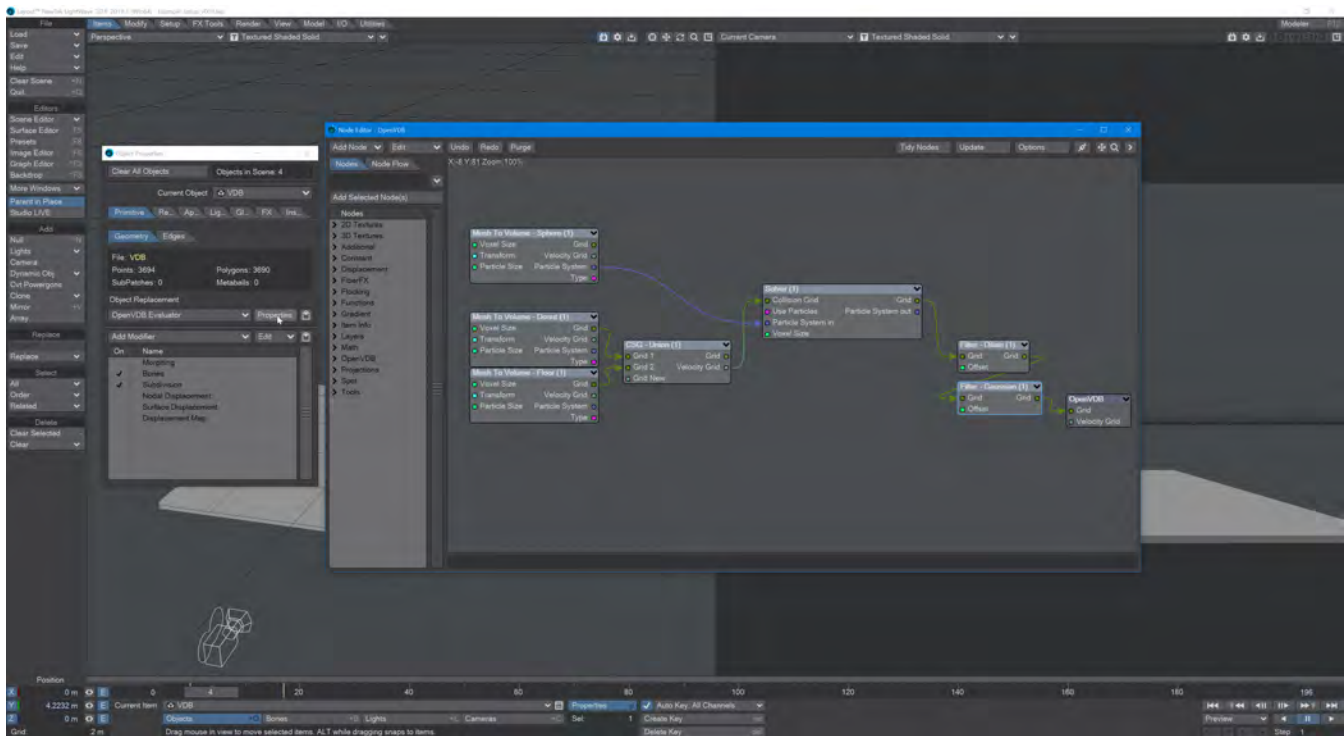 File
Items Modify Setup FX Tools Render View Model I/O Utilities
Modeler
Load
Perspective
Textured Shaded Solid
Current Camera
Textured Shaded Solid
Save
Edit
Help
Clear Scene
Quit
Editors
Scene Editor
Surface Editor
Presets
Image Editor
Graph Editor
Backdrop
More Windows
Parent in Place
Studio LIVE
Add
Null
Lights
Camera
Dynamic Obj
Cvt Powergons
Clone
Mirror
Array
Replace
Replace
Select
All
Order
Related
Delete
Clear Selected
Clear
Object Properties
Clear All Objects
Objects in Scene: 4
Current Object VDB
Primitive Re... Ap... Lig... Gl... FX Ins...
Geometry Edges
File: VDB
Points: 3694 Polygons: 3690
SubPatches: 0 Metaballs: 0
Object Replacement
OpenVDB Evaluator Properties
Add Modifier Edit
On Name
Morphing
Bones
Subdivision
Nodal Displacement
Surface Displacement
Displacement Map
Node Editor - OpenVDB
Add Node Edit Undo Redo Purge Tidy Nodes Update Options
Nodes Node Flow
X:-8 Y:81 Zoom:100%
Add Selected Node(s)
Nodes
2D Textures
3D Textures
Additional
Constant
Displacement
FiberFX
Flocking
Functions
Gradient
Item Info
Layers
Math
OpenVDB
Projections
Spot
Tools
Mesh To Volume - Sphere (1)
Voxel Size Grid
Transform Velocity Grid
Particle Size Particle System
Type
Mesh To Volume - Donut (1)
Voxel Size Grid
Transform Velocity Grid
Particle Size Particle System
Type
Mesh To Volume - Floor (1)
Voxel Size Grid
Transform Velocity Grid
Particle Size Particle System
Type
CSG - Union (1)
Grid 1 Grid
Grid 2 Velocity Grid
Grid New
Solver (1)
Collision Grid Grid
Use Particles Particle System out
Particle System in
Voxel Size
Grid Grid
Offset
Filter - Gaussian (1)
Grid Grid
Offset
OpenVDB
Grid
Velocity Grid
Position
X 0 m E 0 4 20 40 60 80 100 120 140 160 180 196
Y 4.2232 m E Current Item VDB Properties Auto Key: All Channels
Z 0 m E Objects Bones Lights Cameras Sel: 1 Create Key Preview
Grid 2 m Drag mouse in view to move selected items. ALT while dragging snaps to items. Delete Key Step 1